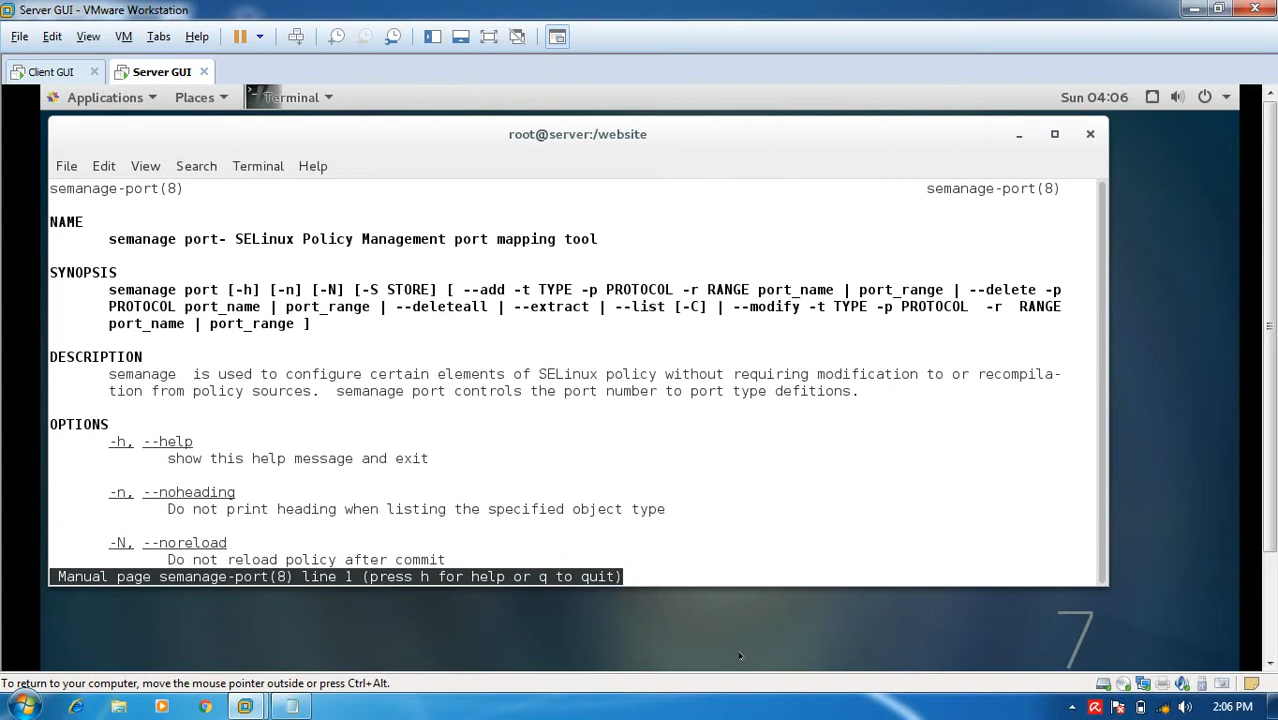 Server GUI - VMware Workstation
File Edit View VM Tabs Help
Client GUI Server GUI
Applications Places Terminal Sun 04:06
root@server:/website
File Edit View Search Terminal Help
semanage-port(8) semanage-port(8)
NAME
semanage port- SELinux Policy Management port mapping tool
SYNOPSIS
semanage port [-h] [-n] [-N] [-S STORE] [ --add -t TYPE -p PROTOCOL -r RANGE port_name | port_range | --delete -p
PROTOCOL port_name | port_range | --deleteall | --extract | --list [-C] | --modify -t TYPE -p PROTOCOL -r RANGE
port_name | port_range ]
DESCRIPTION
semanage is used to configure certain elements of SELinux policy without requiring modification to or recompila-
tion from policy sources. semanage port controls the port number to port type defitions.
OPTIONS
-h, --help
show this help message and exit
-n, --noheading
Do not print heading when listing the specified object type
-N, --noreload
Do not reload policy after commit
Manual page semanage-port(8) line 1 (press h for help or q to quit)
7
To return to your computer, move the mouse pointer outside or press Ctrl+Alt.
2:06 PM